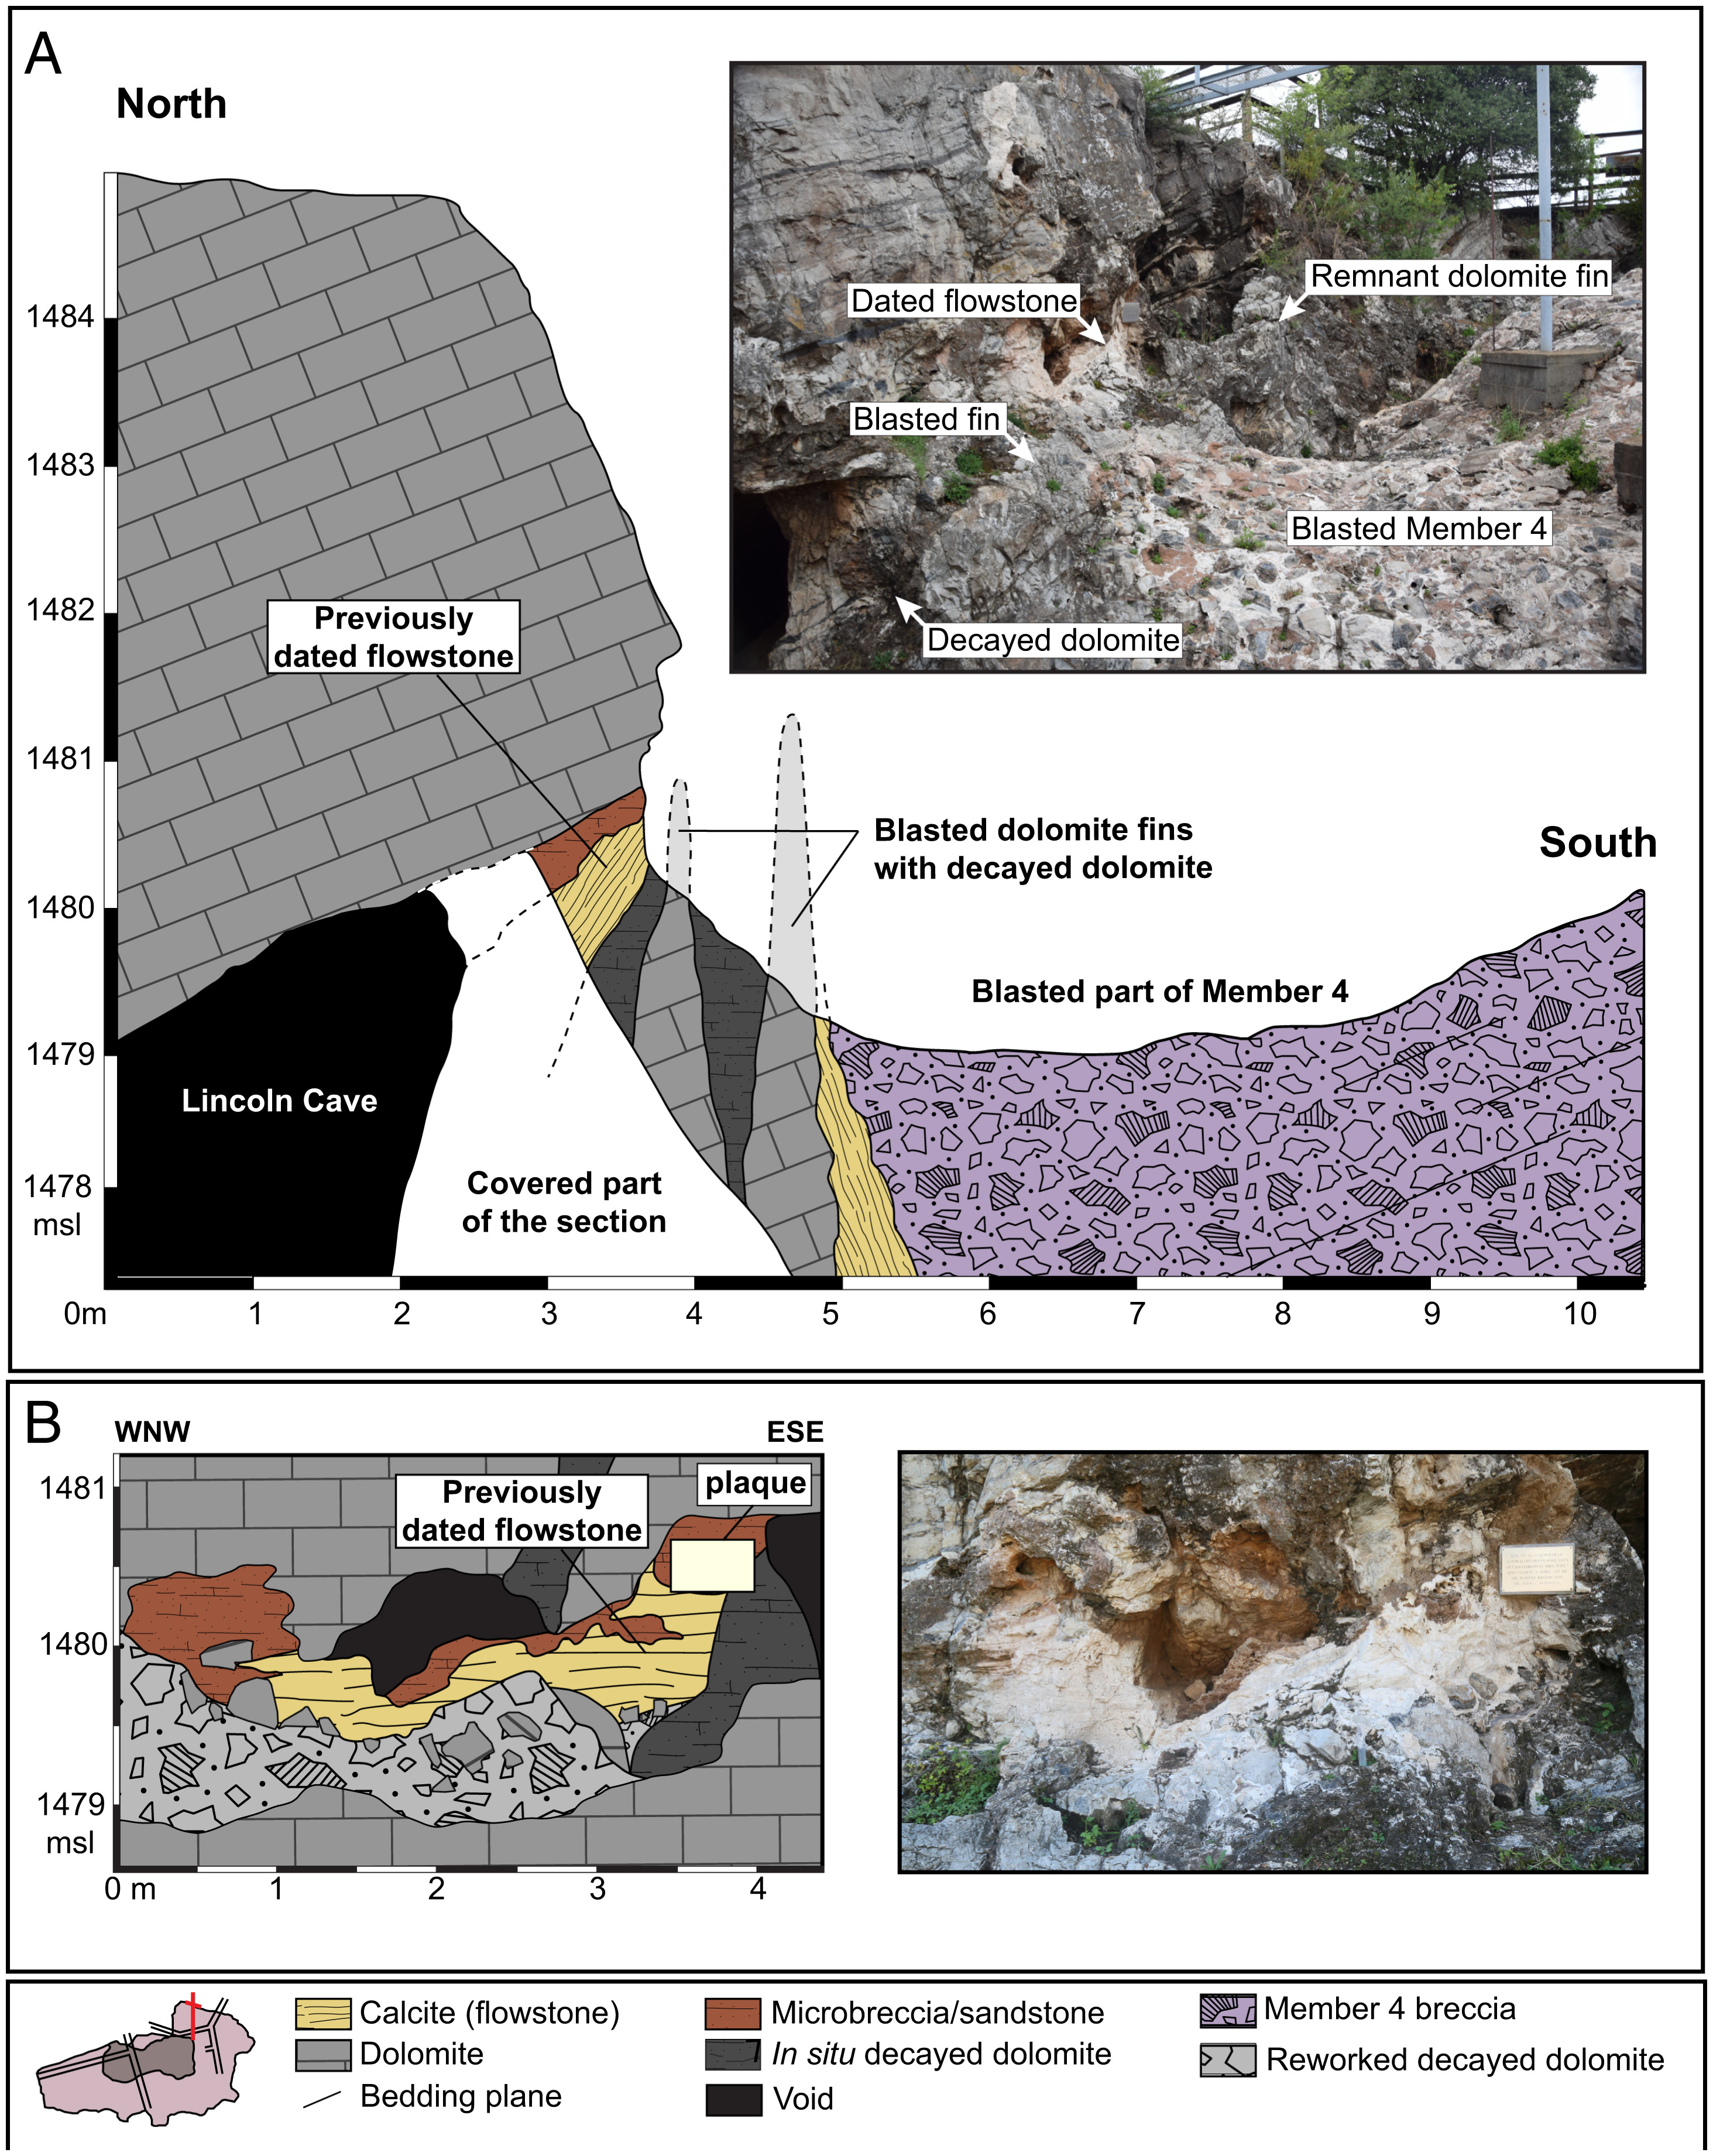 A
North
Dated flowstone
Remnant dolomite fin
Blasted fin
Blasted Member 4
Decayed dolomite
1484
1483
1482
1481
1480
1479
1478
msl
Previously
dated flowstone
Blasted dolomite fins
with decayed dolomite
South
Blasted part of Member 4
Lincoln Cave
Covered part
of the section
0m
1
2
3
4
5
6
7
8
9
10
B
WNW
ESE
1481
1480
1479
msl
Previously
dated flowstone
plaque
0 m
1
2
3
4
Calcite (flowstone)
Dolomite
Bedding plane
Microbreccia/sandstone
In situ decayed dolomite
Void
Member 4 breccia
Reworked decayed dolomite